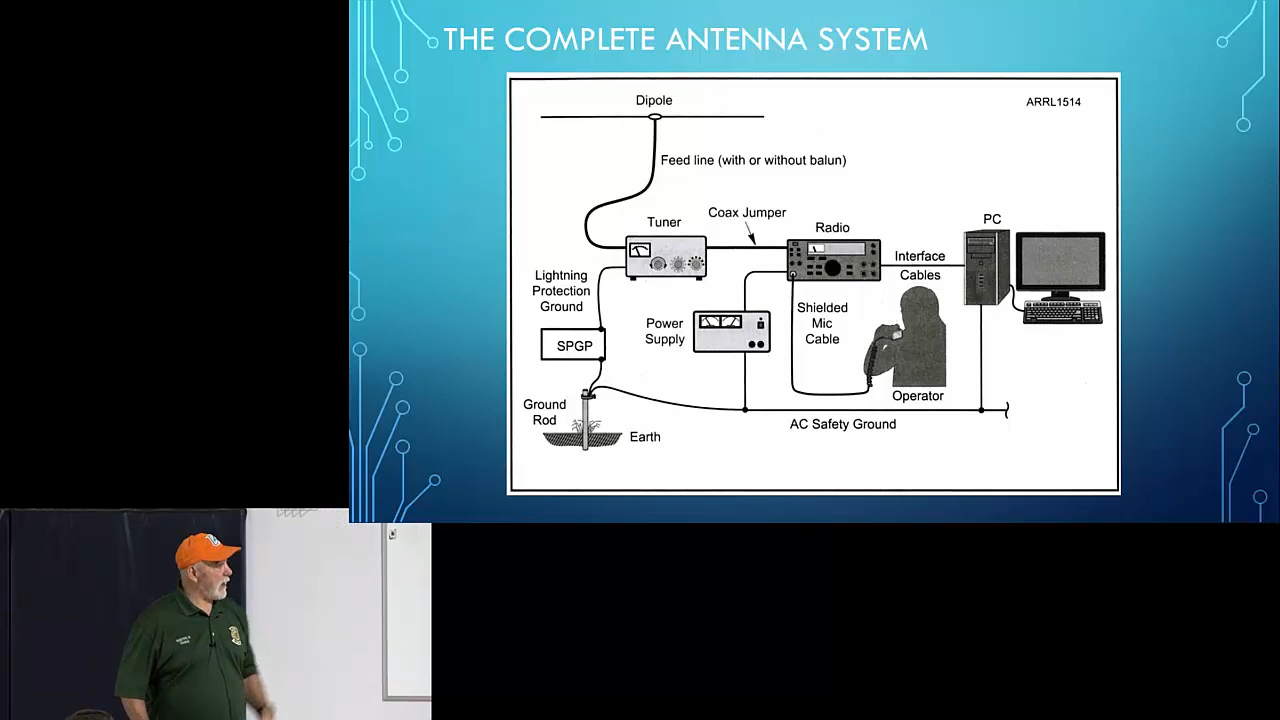 THE COMPLETE ANTENNA SYSTEM
Dipole
ARRL1514
Feed line (with or without balun)
Tuner
Coax Jumper
Radio
PC
Interface
Cables
Lightning
Protection
Ground
Power
Supply
Shielded
Mic
Cable
SPGP
Operator
Ground
Rod
Earth
AC Safety Ground